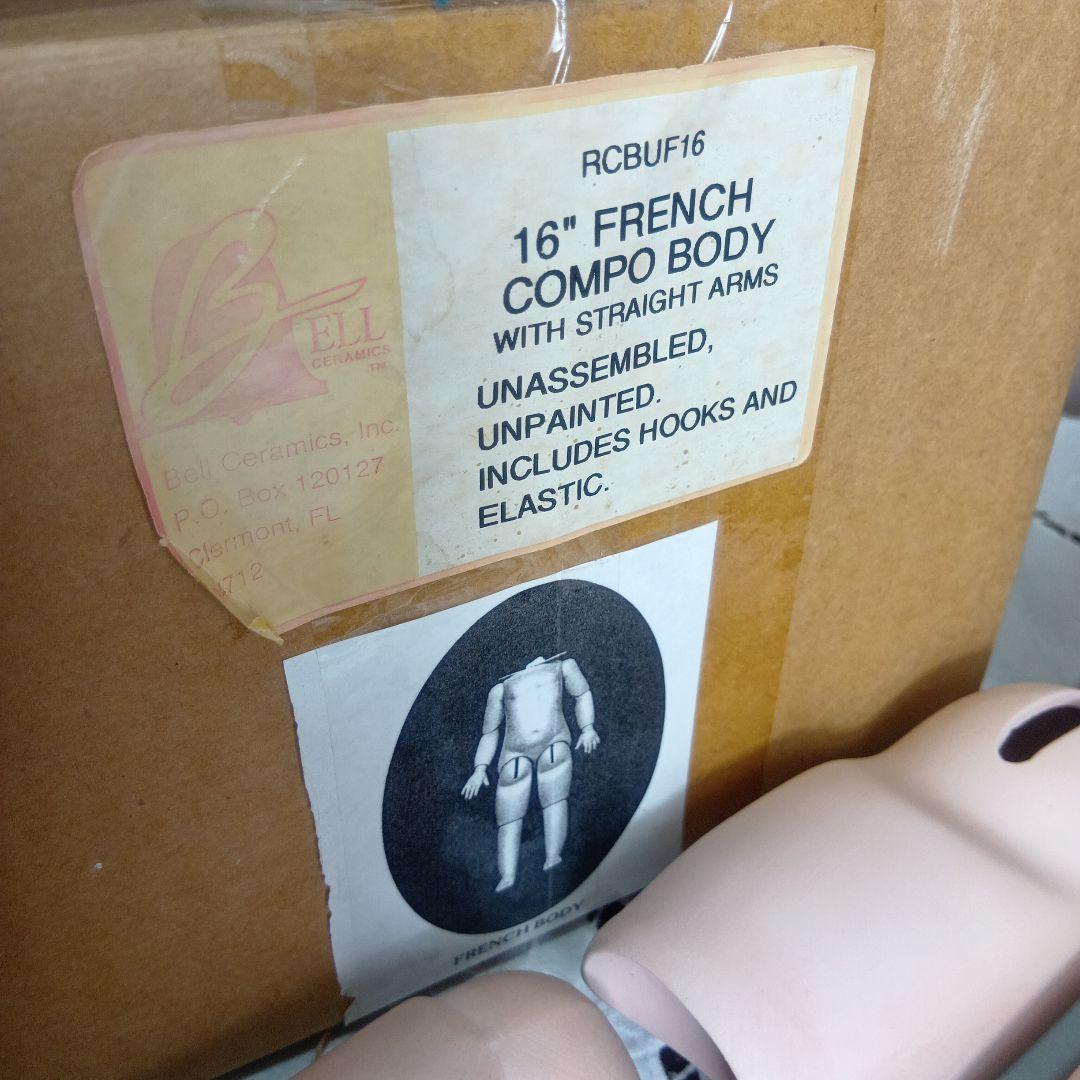 BELL
CERAMICS
TM
Bell Ceramics, Inc.
P.O. Box 120127
Clermont, FL
712
RCBUF16
16" FRENCH
COMPO BODY
WITH STRAIGHT ARMS
UNASSEMBLED,
UNPAINTED.
INCLUDES HOOKS AND
ELASTIC.
FRENCH BODY